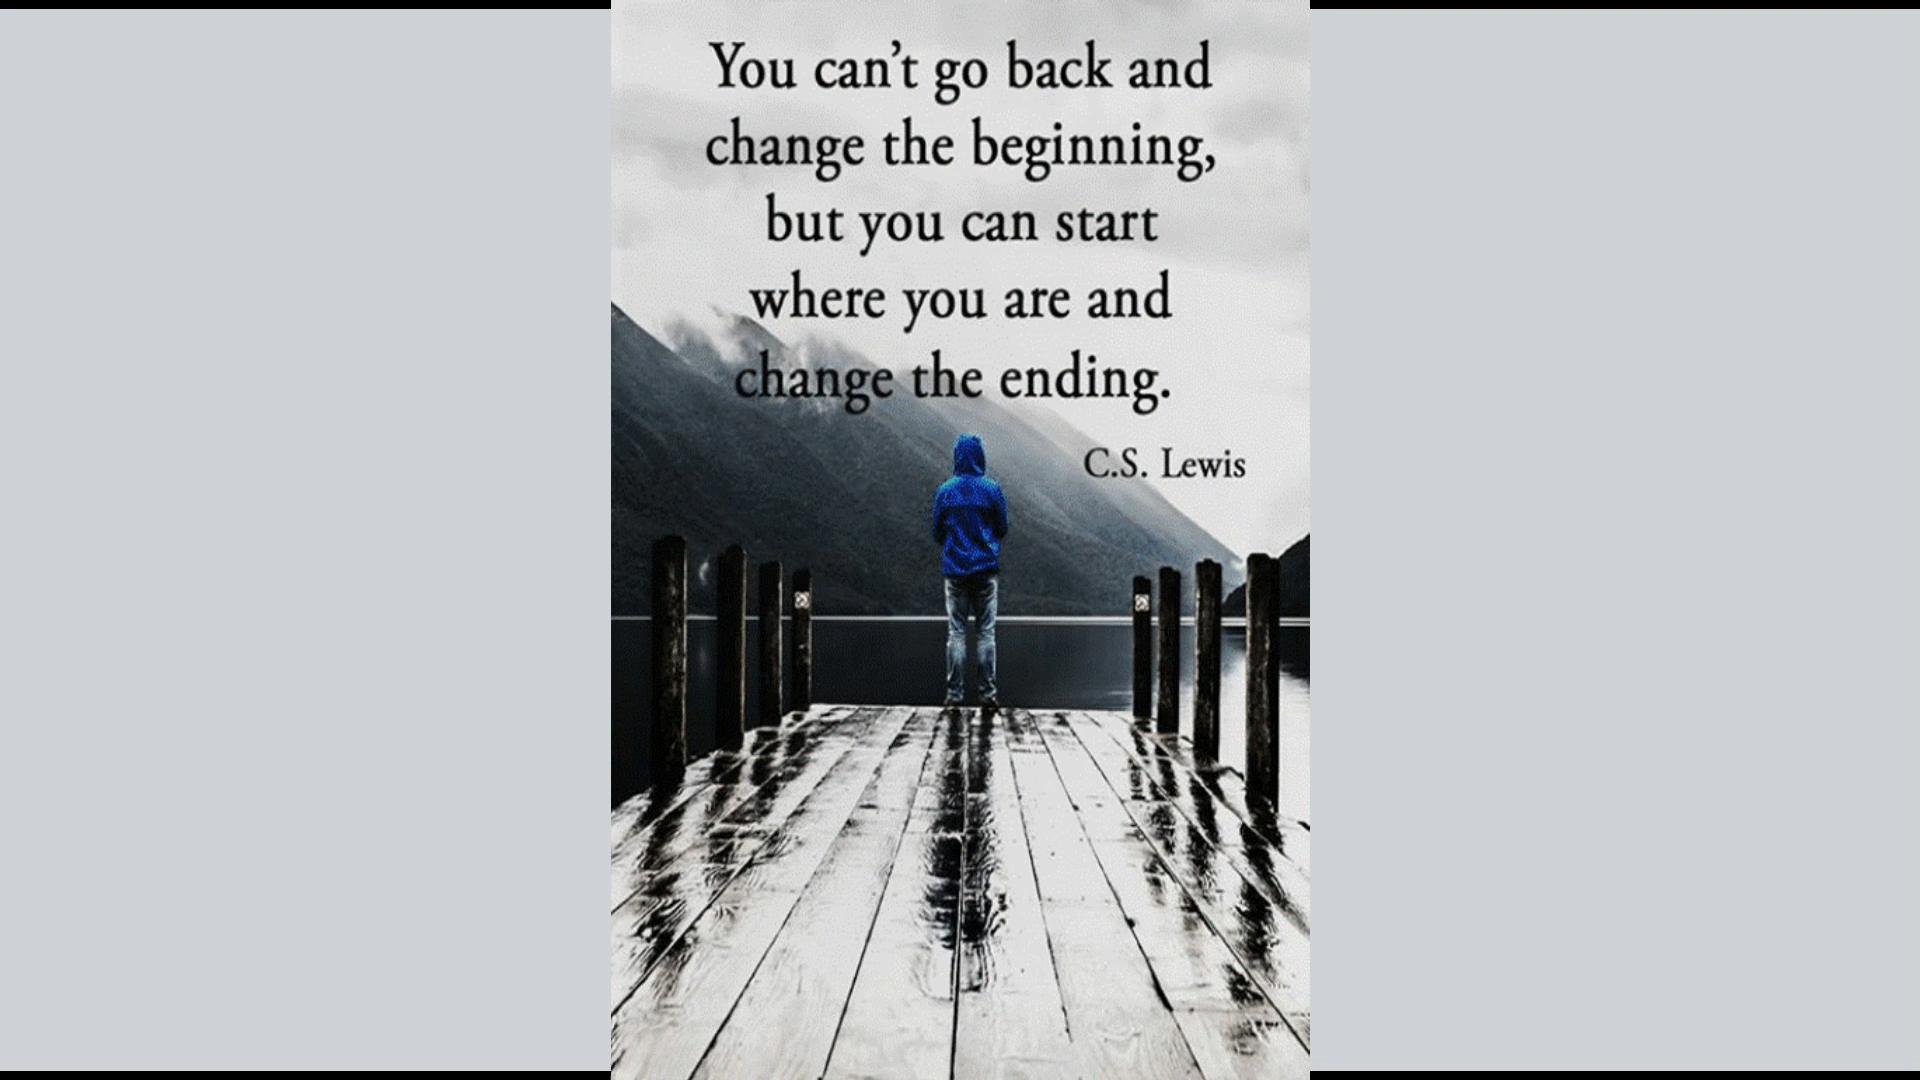 You can’t go back and
change the beginning,
but you can start
where you are and
change the ending.
C.S. Lewis